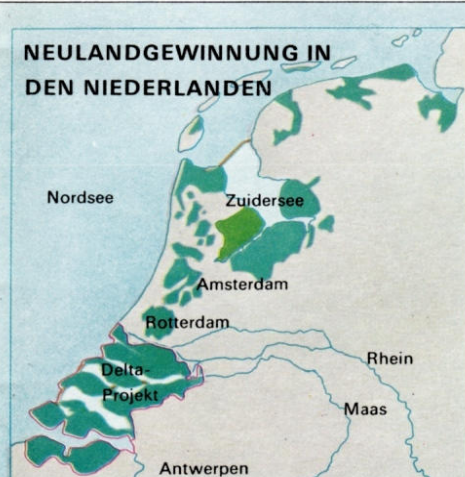 NEULANDGEWINNUNG IN
DEN NIEDERLANDEN
Nordsee
Zuidersee
Amsterdam
Rotterdam
Delta-
Projekt
Rhein
Maas
Antwerpen